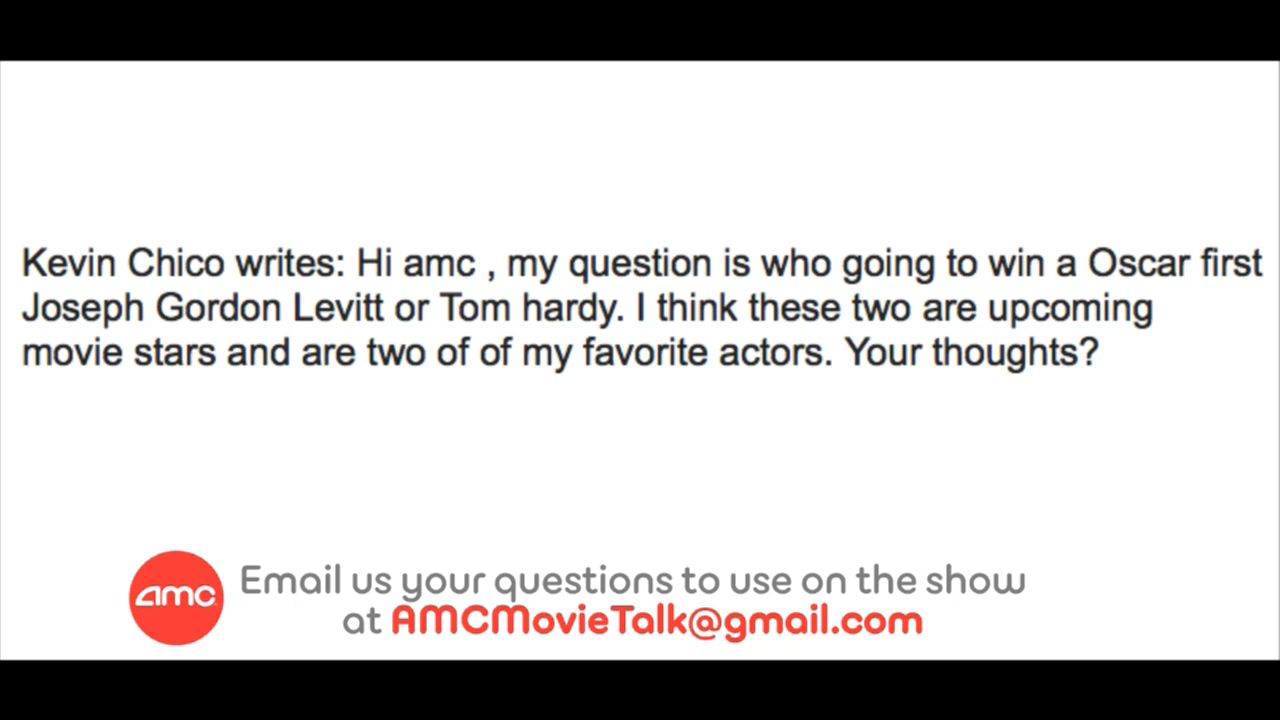 Kevin Chico writes: Hi amc , my question is who going to win a Oscar first
Joseph Gordon Levitt or Tom hardy. I think these two are upcoming
movie stars and are two of of my favorite actors. Your thoughts?
amc
Email us your questions to use on the show
at AMCMovieTalk@gmail.com